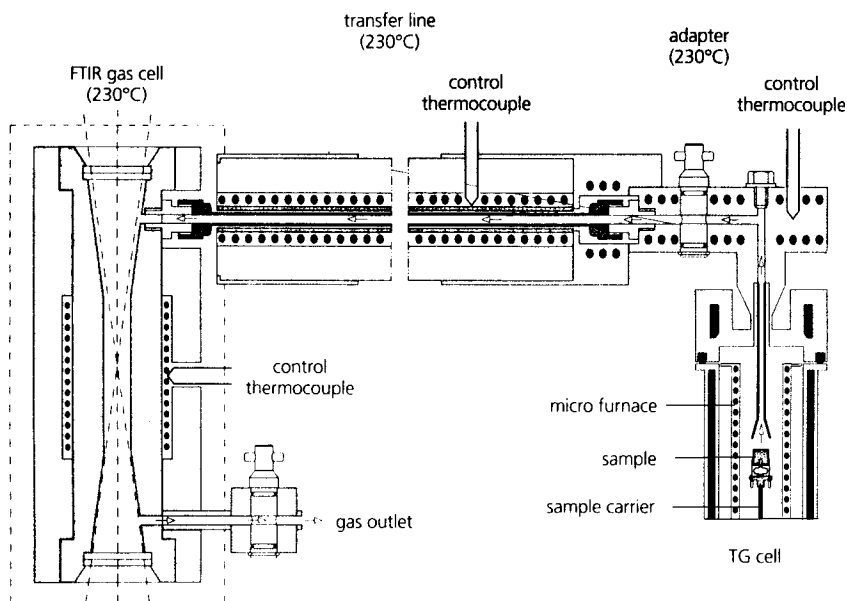 transfer line
(230°C)
adapter
(230°C)
FTIR gas cell
(230°C)
control
thermocouple
control
thermocouple
control
thermocouple
micro furnace
sample
sample carrier
gas outlet
TG cell